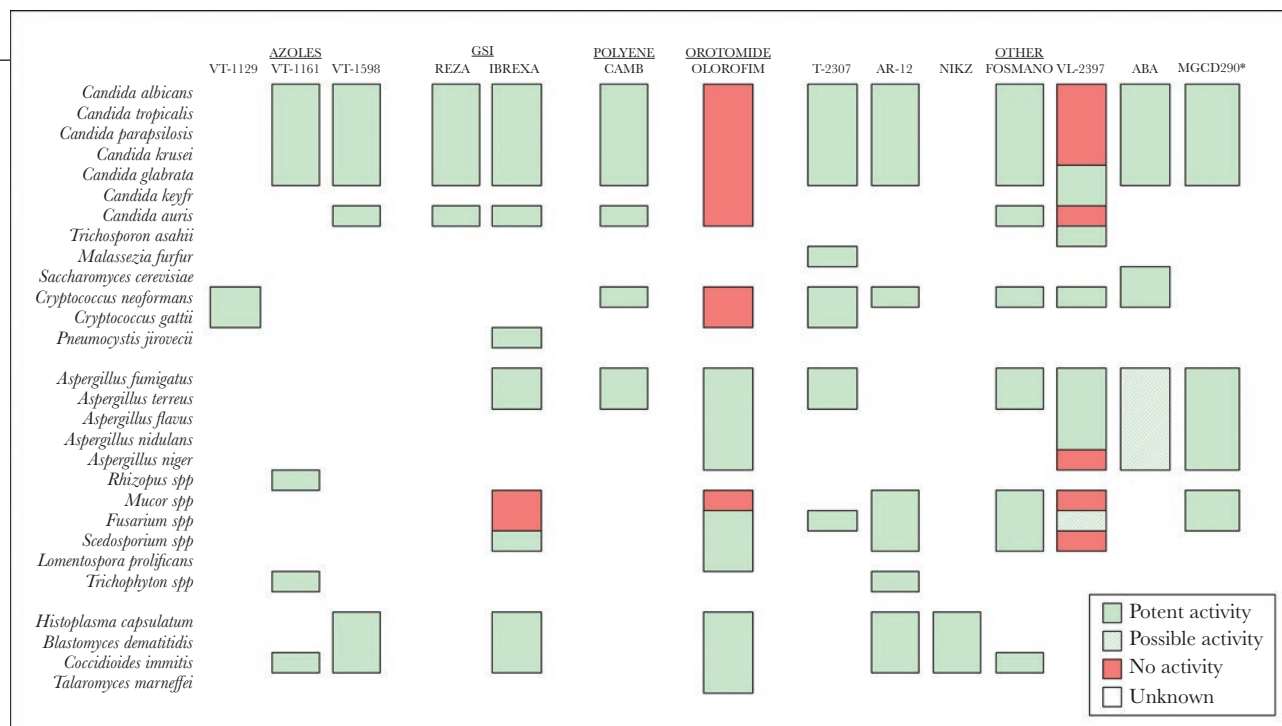 AZOLES GSI POLYENE OROTOMIDE OTHER
VT-1129 VT-1161 VT-1598 REZA IBREXA CAMB OLOROFIM T-2307 AR-12 NIKZ FOSMANO VL-2397 ABA MGCD290*
Candida albicans
Candida tropicalis
Candida parapsilosis
Candida krusei
Candida glabrata
Candida keyfr
Candida auris
Trichosporon asahii
Malassezia furfur
Saccharomyces cerevisiae
Cryptococcus neoformans
Cryptococcus gattii
Pneumocystis jirovecii
Aspergillus fumigatus
Aspergillus terreus
Aspergillus flavus
Aspergillus nidulans
Aspergillus niger
Rhizopus spp
Mucor spp
Fusarium spp
Scedosporium spp
Lomentospora prolificans
Trichophyton spp
Histoplasma capsulatum
Blastomyces dematitidis
Coccidioides immitis
Talaromyces marneffei
Potent activity
Possible activity
No activity
Unknown